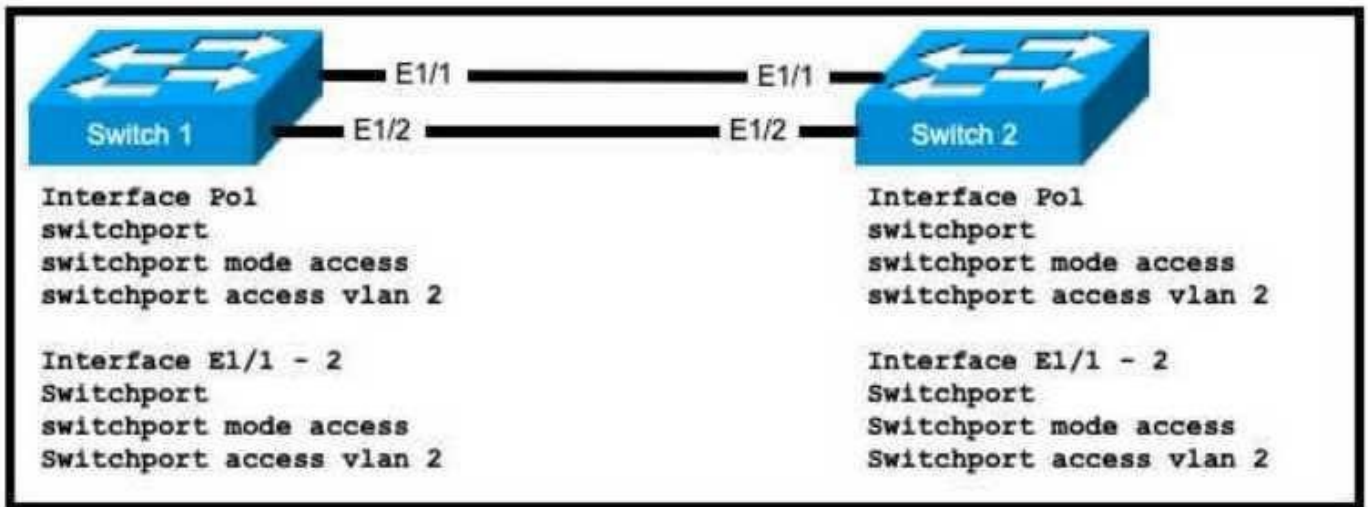 E1/1 E1/1
E1/2 E1/2
Switch 1 Switch 2
Interface Po1
switchport
switchport mode access
switchport access vlan 2
Interface E1/1 - 2
Switchport
switchport mode access
Switchport access vlan 2
Interface Po1
switchport
switchport mode access
switchport access vlan 2
Interface E1/1 - 2
Switchport
Switchport mode access
Switchport access vlan 2